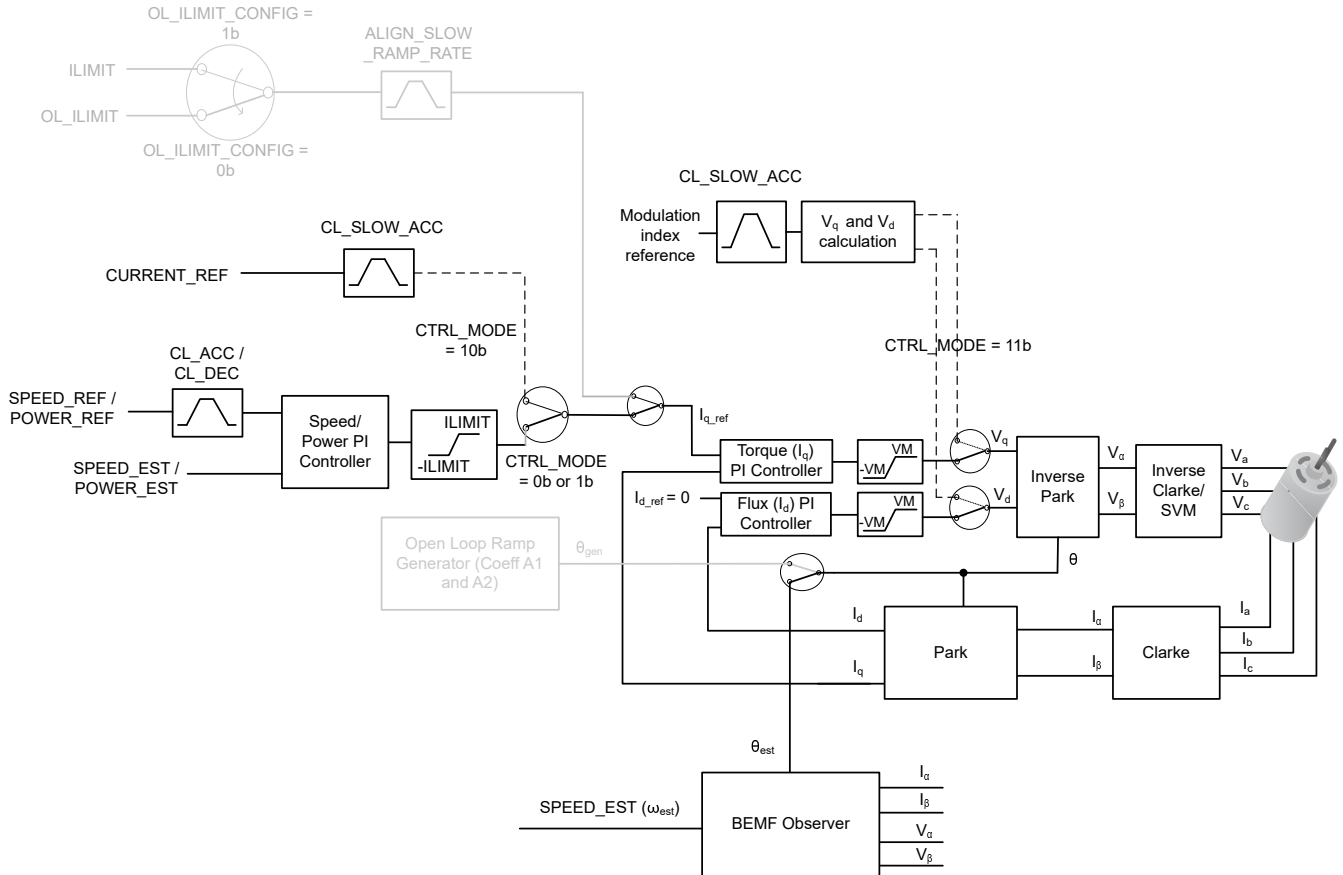 OL_ILIMIT_CONFIG =
1b
ILIMIT
OL_ILIMIT
OL_ILIMIT_CONFIG =
0b
ALIGN_SLOW
_RAMP_RATE
CL_SLOW_ACC
Modulation
index
reference
Vq and Vd
calculation
CL_SLOW_ACC
CURRENT_REF
CTRL_MODE
= 10b
CTRL_MODE = 11b
CL_ACC /
CL_DEC
SPEED_REF /
POWER_REF
SPEED_EST /
POWER_EST
Speed/
Power PI
Controller
ILIMIT
-ILIMIT
CTRL_MODE
= 0b or 1b
Iq_ref
Torque (Iq)
PI Controller
VM
-VM
Vq
Id_ref = 0
Flux (Id) PI
Controller
VM
-VM
Vd
Inverse
Park
Vα
Vβ
Inverse
Clarke/
SVM
Va
Vb
Vc
Open Loop Ramp
Generator (Coeff A1
and A2)
θgen
θ
Id
Iq
Park
Iα
Iβ
Clarke
Ia
Ib
Ic
θest
SPEED_EST (ωest)
BEMF Observer
Iα
Iβ
Vα
Vβ